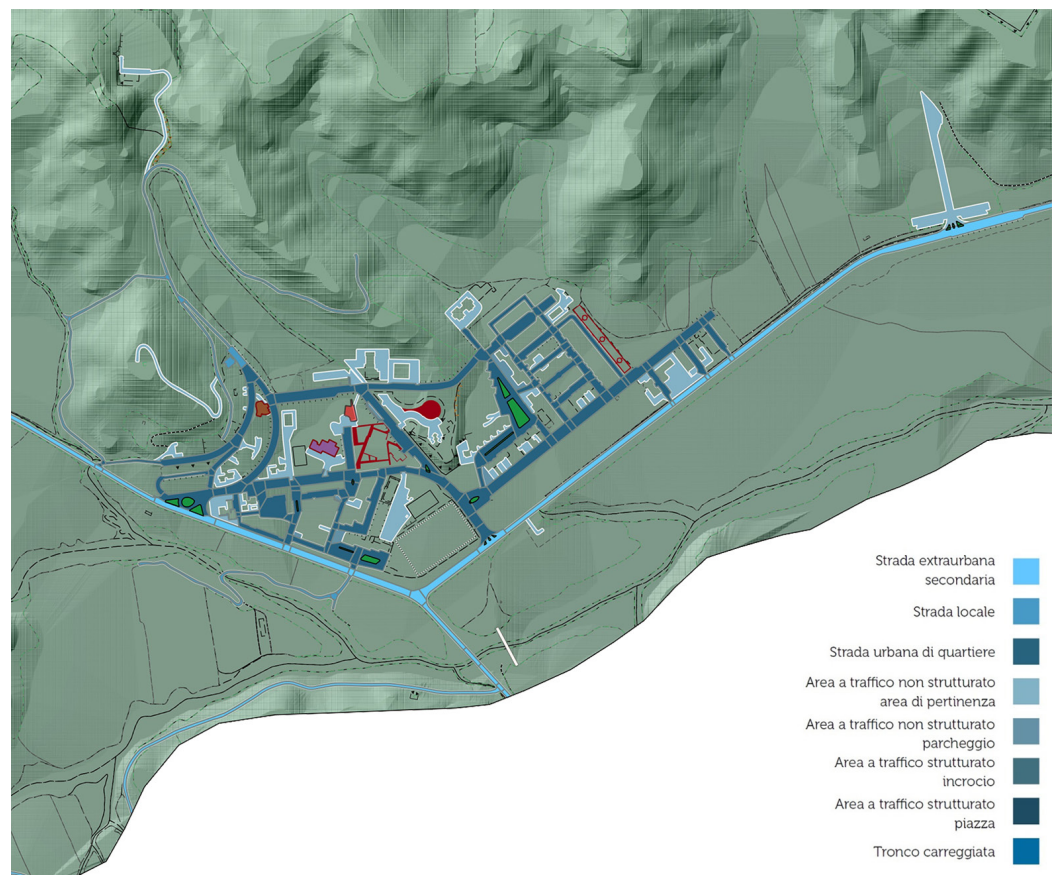 Strada extraurbana
secondaria
Strada locale
Strada urbana di quartiere
Area a traffico non strutturato
area di pertinenza
Area a traffico non strutturato
parcheggio
Area a traffico strutturato
incrocio
Area a traffico strutturato
piazza
Tronco carreggiata